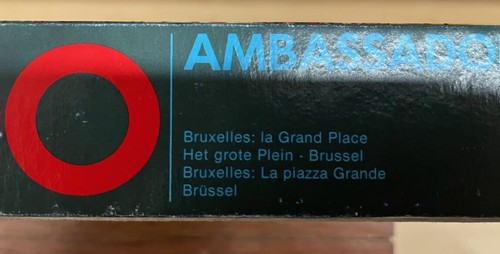 AMBASSADO
Bruxelles: la Grand Place
Het grote Plein - Brussel
Bruxelles: La piazza Grande
Brüssel